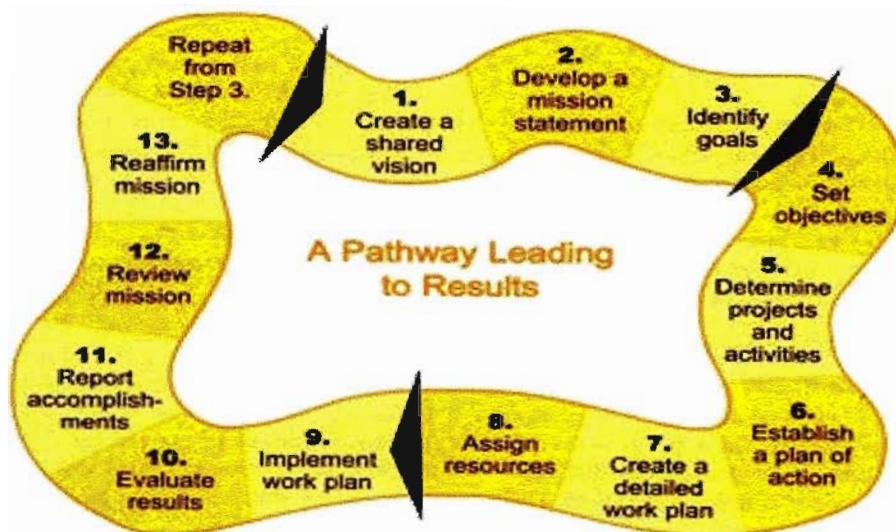 A Pathway Leading
to Results
1.
Create a
shared
vision
2.
Develop a
mission
statement
3.
Identify
goals
4.
Set
objectives
5.
Determine
projects
and
activities
6.
Establish
a plan of
action
7.
Create a
detailed
work plan
8.
Assign
resources
9.
Implement
work plan
10.
Evaluate
results
11.
Report
accomplish-
ments
12.
Review
mission
13.
Reaffirm
mission
Repeat
from
Step 3.